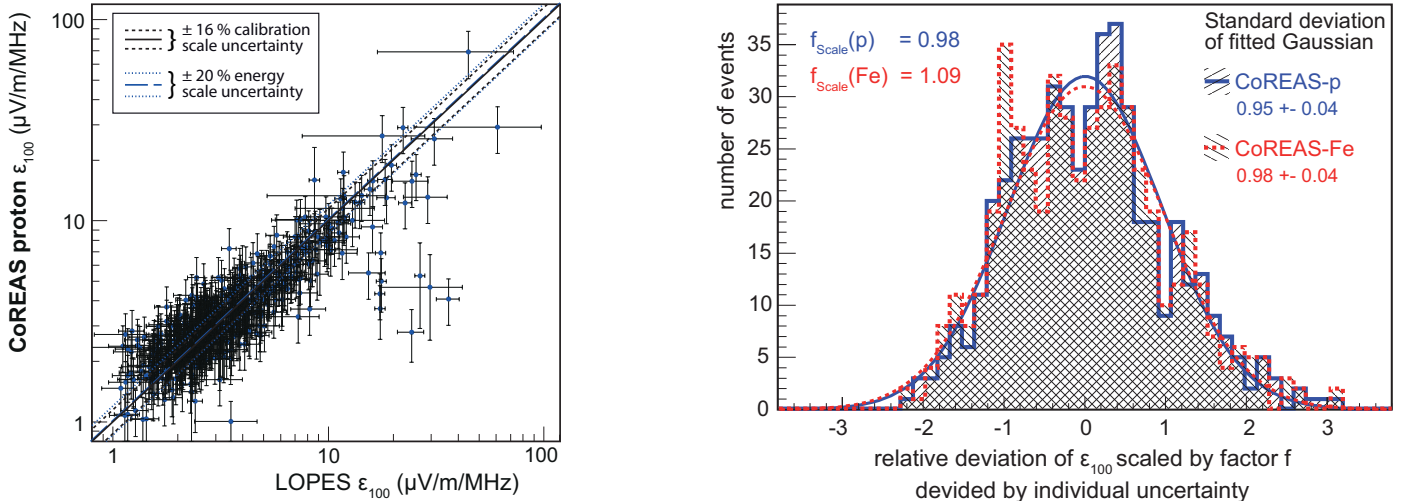 CoREAS proton ε₁₀₀ (µV/m/MHz)
100
10
1
± 16 % calibration
scale uncertainty
± 20 % energy
scale uncertainty
1
10
100
LOPES ε₁₀₀ (µV/m/MHz)
number of events
35
30
25
20
15
10
5
0
f_Scale(p) = 0.98
f_Scale(Fe) = 1.09
Standard deviation
of fitted Gaussian
CoREAS-p
0.95 +- 0.04
CoREAS-Fe
0.98 +- 0.04
-3 -2 -1 0 1 2 3
relative deviation of ε₁₀₀ scaled by factor f
devided by individual uncertainty